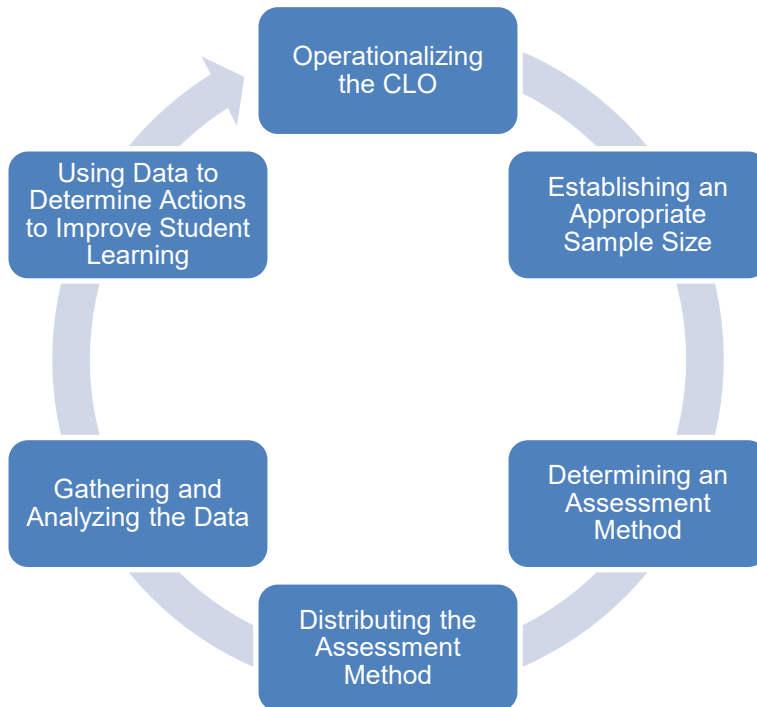 Operationalizing
the CLO
Establishing an
Appropriate
Sample Size
Determining an
Assessment
Method
Distributing the
Assessment
Method
Gathering and
Analyzing the Data
Using Data to
Determine Actions
to Improve Student
Learning